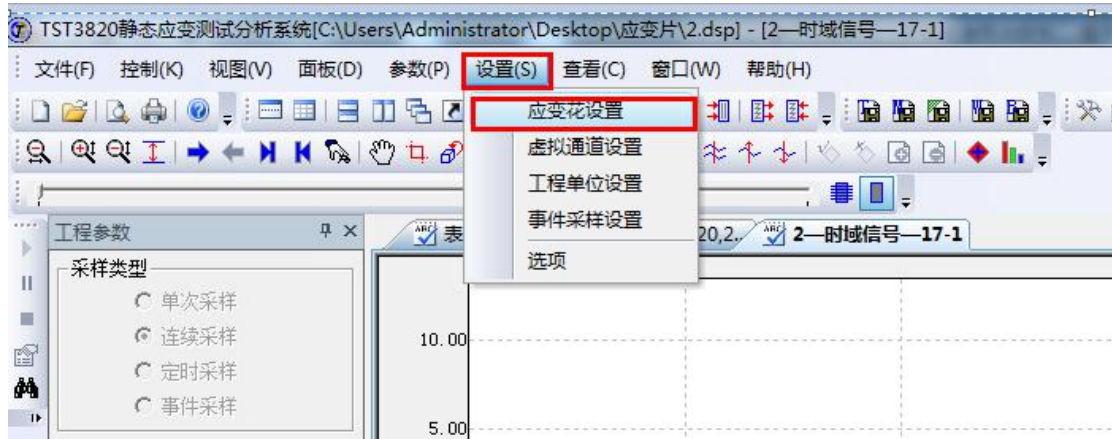 TST3820静态应变测试分析系统[C:\Users\Administrator\Desktop\应变片\2.dsp] - [2—时域信号—17-1]
文件(F) 控制(K) 视图(V) 面板(D) 参数(P) 设置(S) 查看(C) 窗口(W) 帮助(H)
应变花设置
虚拟通道设置
工程单位设置
事件采样设置
选项
工程参数
表
20,2..
2—时域信号—17-1
采样类型
单次采样
连续采样
定时采样
事件采样
10.00
5.00